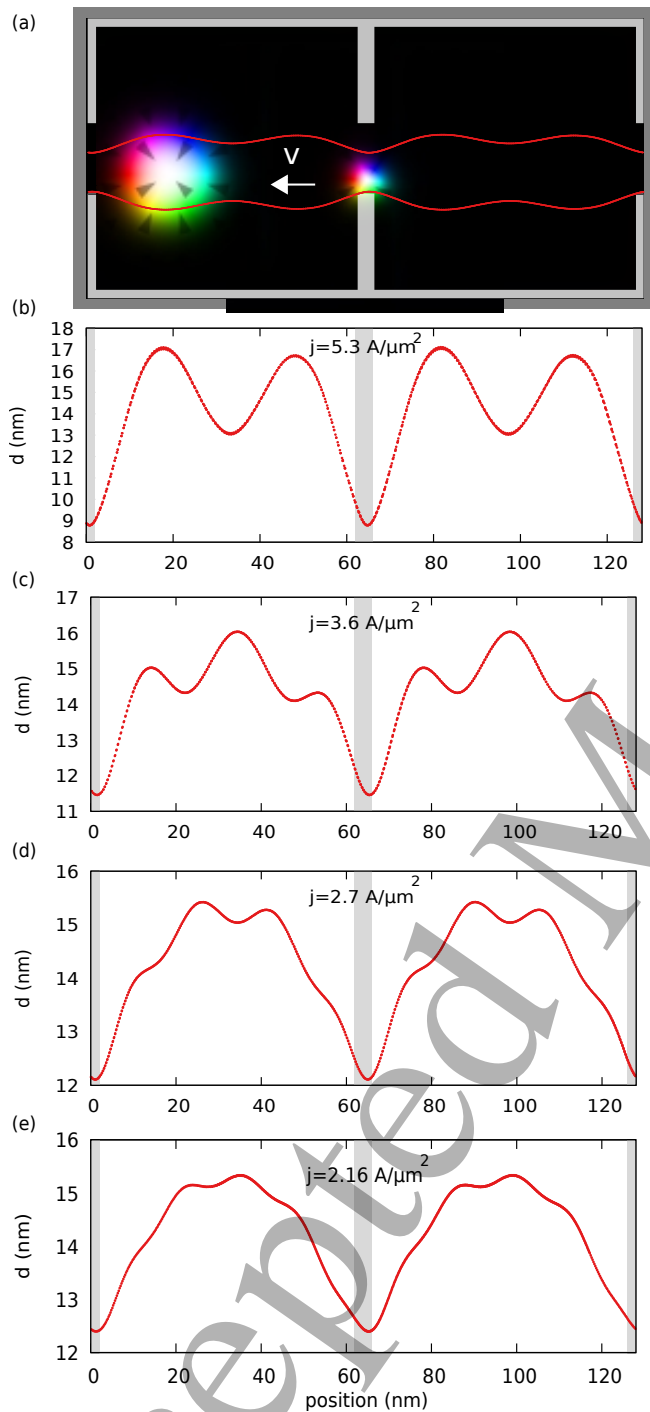 (a)
V
(b)
18
17
16
15
14
13
12
11
10
9
8
d (nm)
j=5.3 A/μm²
0 20 40 60 80 100 120
(c)
17
16
15
14
13
12
11
d (nm)
j=3.6 A/μm²
0 20 40 60 80 100 120
(d)
16
15
14
13
12
d (nm)
j=2.7 A/μm²
0 20 40 60 80 100 120
(e)
16
15
14
13
12
d (nm)
j=2.16 A/μm²
0 20 40 60 80 100 120
position (nm)
epted M